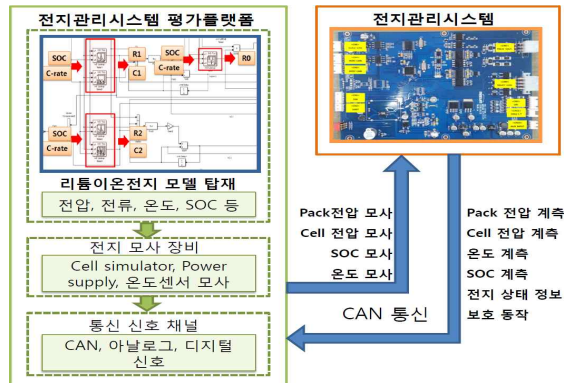 전지관리시스템 평가플랫폼
SOC
C-rate
R1
C1
SOC
C-rate
R0
SOC
C-rate
R2
C2
리튬이온전지 모델 탑재
전압, 전류, 온도, SOC 등
전지 모사 장비
Cell simulator, Power
supply, 온도센서 모사
통신 신호 채널
CAN, 아날로그, 디지털
신호
전지관리시스템
Pack전압 모사
Cell 전압 모사
SOC 모사
온도 모사
Pack 전압 계측
Cell 전압 계측
온도 계측
SOC 계측
전지 상태 정보
보호 동작
CAN 통신